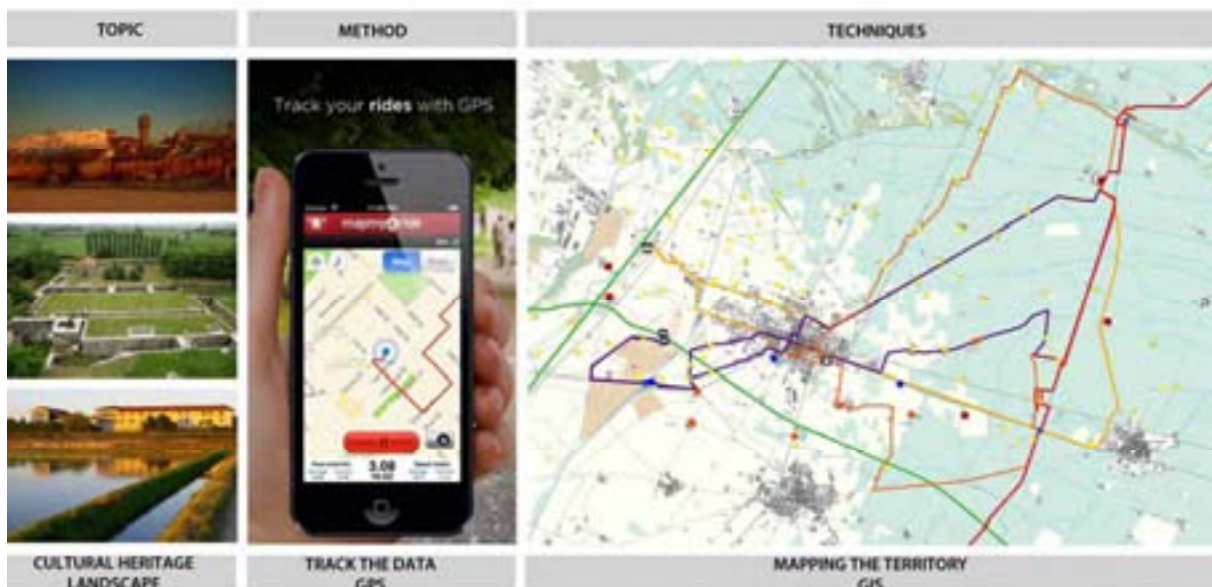 TOPIC
METHOD
TECHNIQUES
Track your rides with GPS
mapmyride
3.08
CULTURAL HERITAGE
LANDSCAPE
TRACK THE DATA
GPS
MAPPING THE TERRITORY
GIS